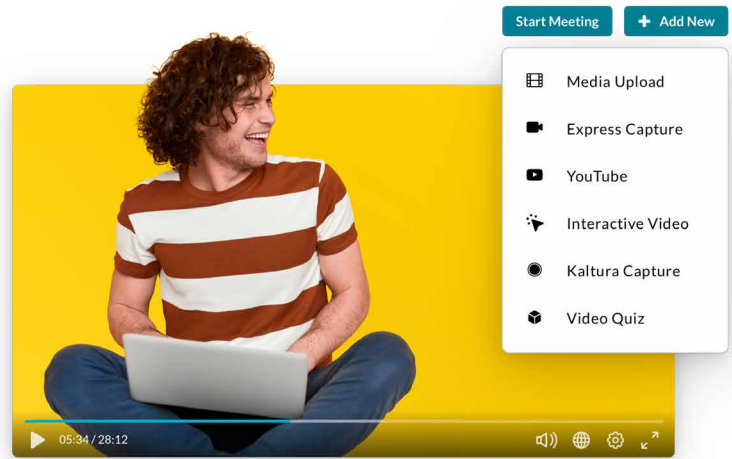 Start Meeting
+ Add New
Media Upload
Express Capture
YouTube
Interactive Video
Kaltura Capture
Video Quiz
05:34 / 28:12